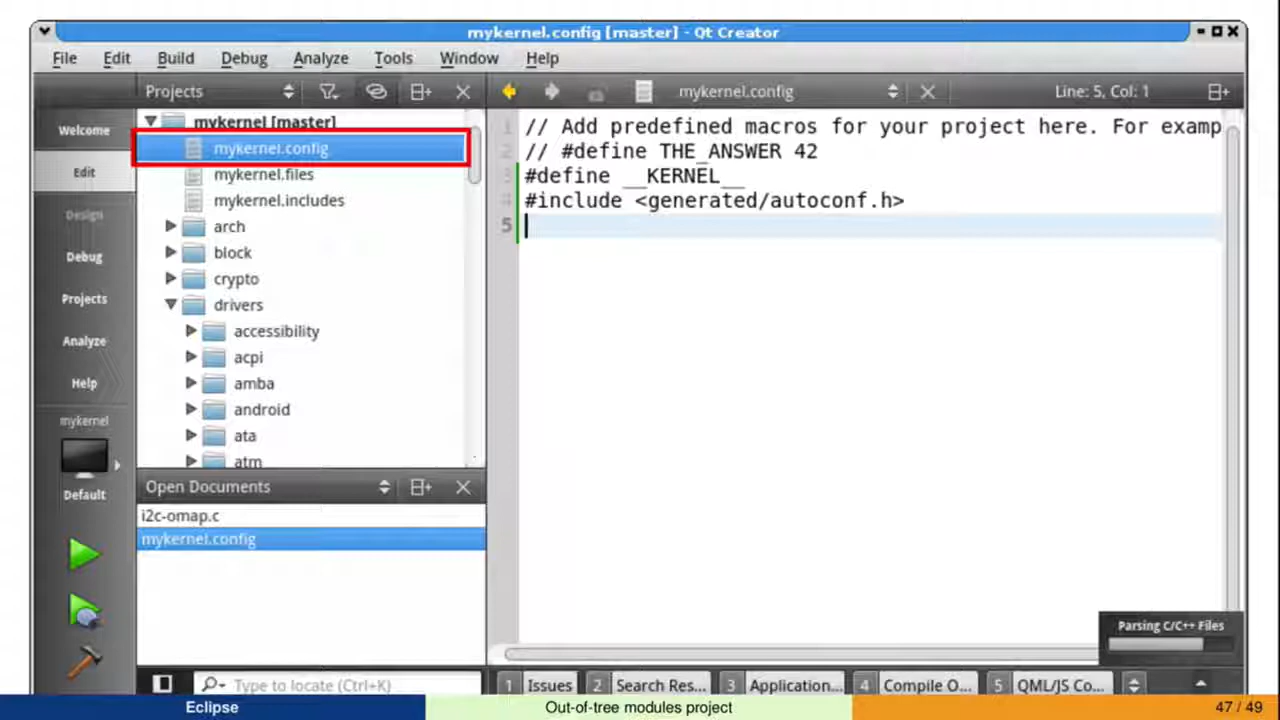 mykernel.config [master] - Qt Creator
File Edit Build Debug Analyze Tools Window Help
Projects
mykernel.config
Line: 5, Col: 1
Welcome
Edit
Design
Debug
Projects
Analyze
Help
mykernel
Default
mykernel [master]
mykernel.config
mykernel.files
mykernel.includes
arch
block
crypto
drivers
accessibility
acpi
amba
android
ata
atm
Open Documents
i2c-omap.c
mykernel.config
1 // Add predefined macros for your project here. For examp
2 // #define THE_ANSWER 42
3 #define __KERNEL__
4 #include <generated/autoconf.h>
5
Parsing C/C++ Files
Type to locate (Ctrl+K)
1 Issues 2 Search Res... 3 Application... 4 Compile O... 5 QML/JS Co...
Eclipse Out-of-tree modules project 47 / 49